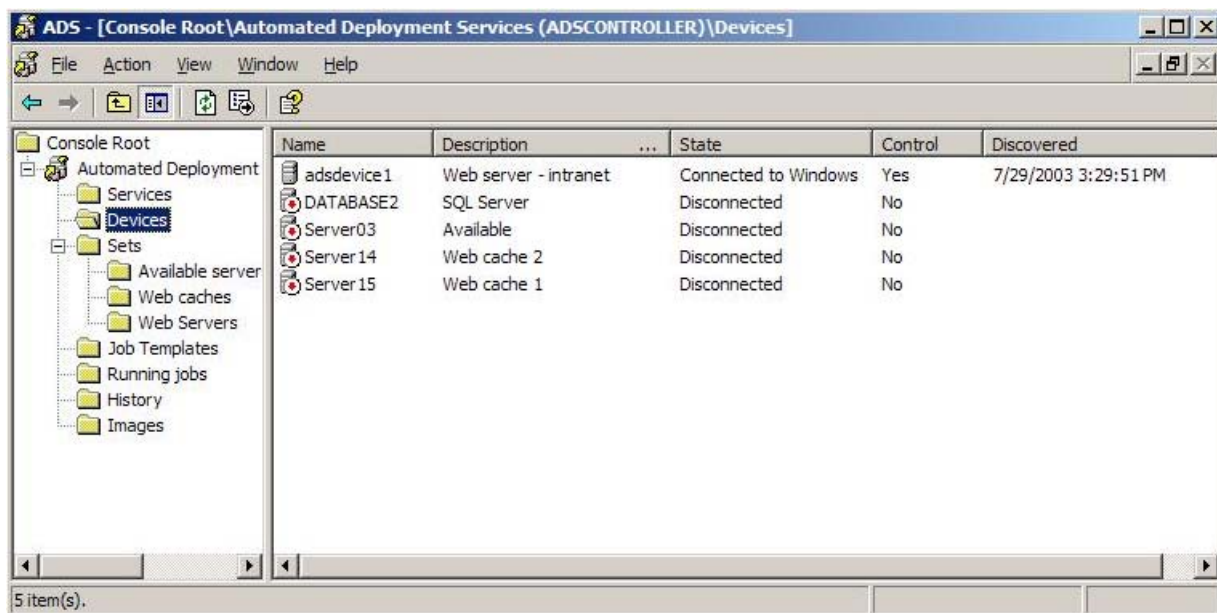 ADS - [Console Root\Automated Deployment Services (ADSCONTROLLER)\Devices]
File Action View Window Help
Console Root
Automated Deployment
Services
Devices
Sets
Available server
Web caches
Web Servers
Job Templates
Running jobs
History
Images
Name Description ... State Control Discovered
adsdevice1 Web server - intranet Connected to Windows Yes 7/29/2003 3:29:51 PM
DATABASE2 SQL Server Disconnected No
Server03 Available Disconnected No
Server14 Web cache 2 Disconnected No
Server15 Web cache 1 Disconnected No
5 item(s).